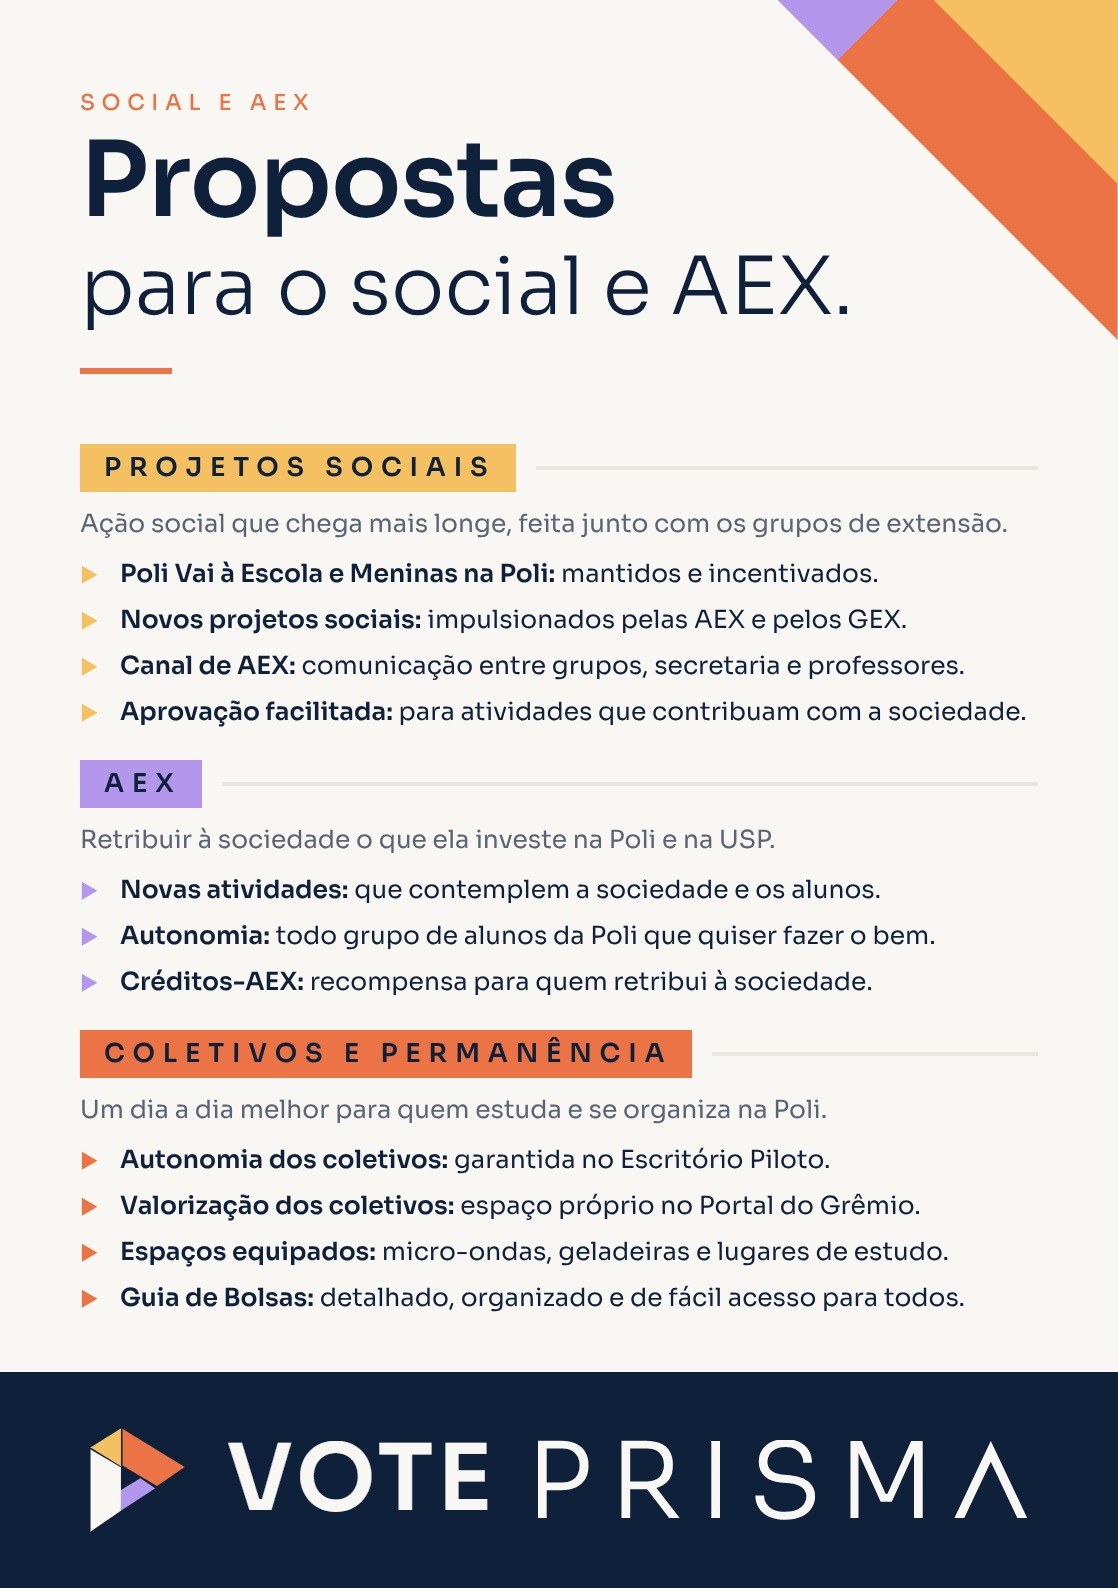 SOCIAL E AEX
Propostas
para o social e AEX.
PROJETOS SOCIAIS
Ação social que chega mais longe, feita junto com os grupos de extensão.
Poli Vai à Escola e Meninas na Poli: mantidos e incentivados.
Novos projetos sociais: impulsionados pelas AEX e pelos GEX.
Canal de AEX: comunicação entre grupos, secretaria e professores.
Aprovação facilitada: para atividades que contribuam com a sociedade.
AEX
Retribuir à sociedade o que ela investe na Poli e na USP.
Novas atividades: que contemplem a sociedade e os alunos.
Autonomia: todo grupo de alunos da Poli que quiser fazer o bem.
Créditos-AEX: recompensa para quem retribui à sociedade.
COLETIVOS E PERMANÊNCIA
Um dia a dia melhor para quem estuda e se organiza na Poli.
Autonomia dos coletivos: garantida no Escritório Piloto.
Valorização dos coletivos: espaço próprio no Portal do Grêmio.
Espaços equipados: micro-ondas, geladeiras e lugares de estudo.
Guia de Bolsas: detalhado, organizado e de fácil acesso para todos.
VOTE PRISMA